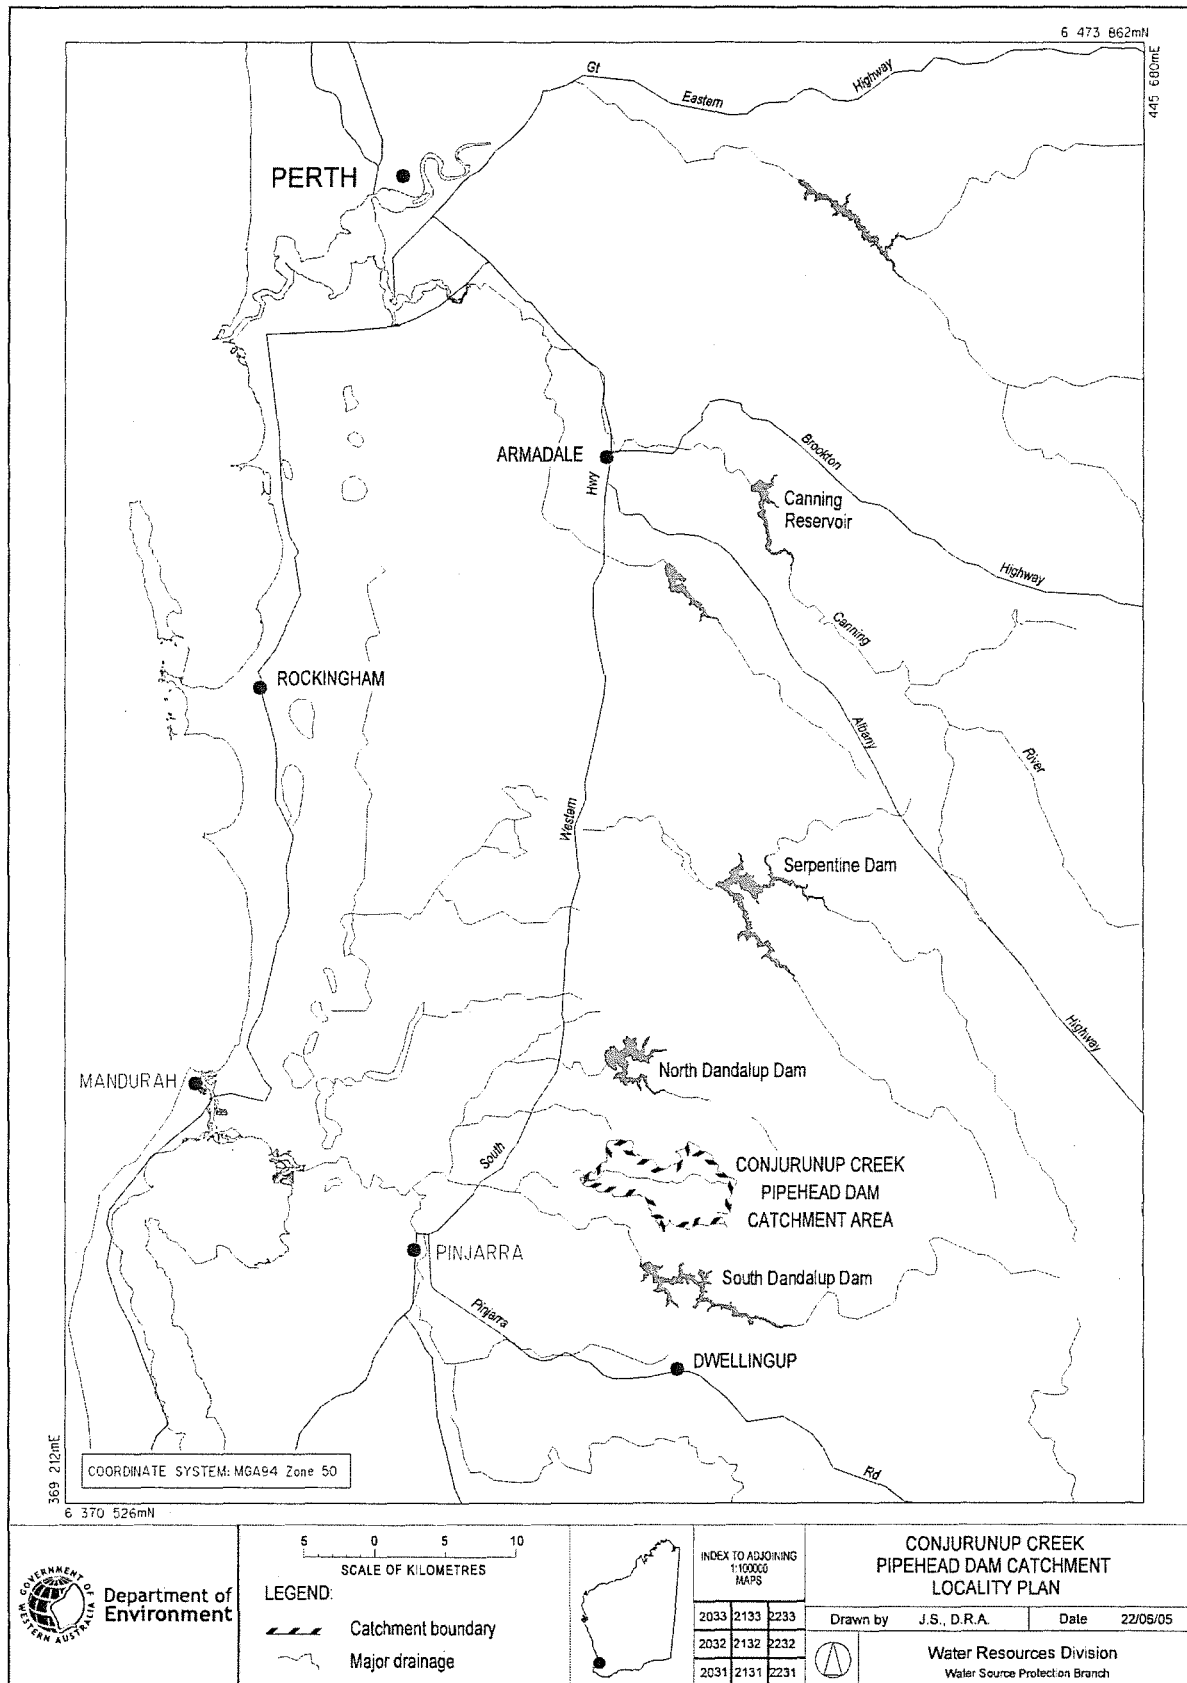 6 473 862mN
445 680mE
Gt
Eastern
Highway
PERTH
ARMADALE
Hwy
Brookton
Canning
Reservoir
Highway
Canning
ROCKINGHAM
Albany
River
Western
Serpentine Dam
Highway
North Dandalup Dam
MANDURAH
South
CONJURUNUP CREEK
PIPEHEAD DAM
CATCHMENT AREA
PINJARRA
South Dandalup Dam
Pinjarra
DWELLINGUP
Rd
369 212mE
COORDINATE SYSTEM: MGA94 Zone 50
6 370 526mN
GOVERNMENT OF
WESTERN AUSTRALIA
Department of
Environment
5 0 5 10
SCALE OF KILOMETRES
LEGEND:
Catchment boundary
Major drainage
INDEX TO ADJOINING
1:100000
MAPS
2033 2133 2233
2032 2132 2232
2031 2131 2231
CONJURUNUP CREEK
PIPEHEAD DAM CATCHMENT
LOCALITY PLAN
Drawn by J.S., D.R.A. Date 22/06/05
Water Resources Division
Water Source Protection Branch